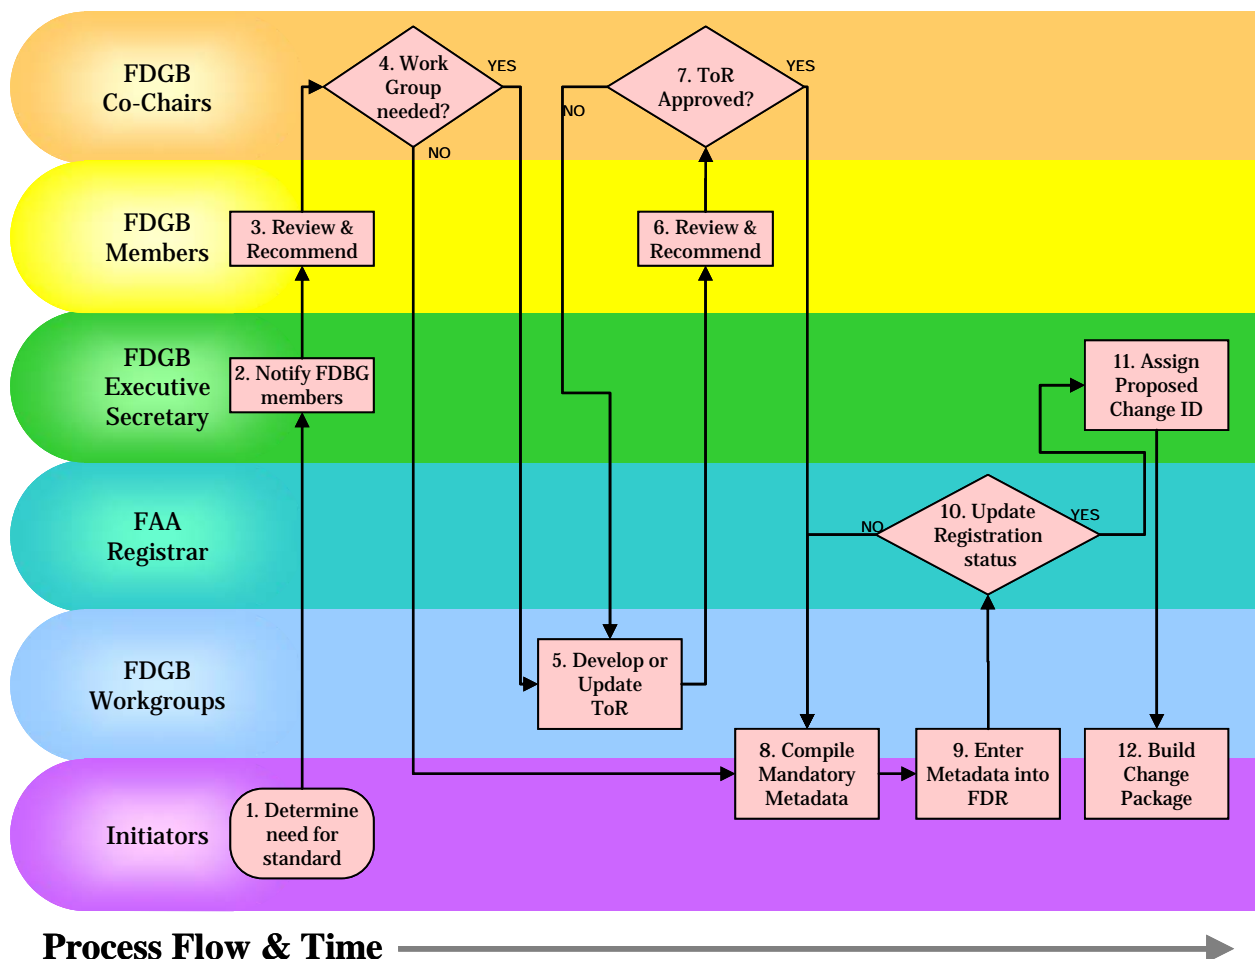 FDGB
Co-Chairs
4. Work
Group
needed?
YES
NO
7. ToR
Approved?
YES
NO
FDGB
Members
3. Review &
Recommend
6. Review &
Recommend
FDGB
Executive
Secretary
2. Notify FDBG
members
11. Assign
Proposed
Change ID
FAA
Registrar
10. Update
Registration
status
NO
YES
FDGB
Workgroups
5. Develop or
Update
ToR
8. Compile
Mandatory
Metadata
9. Enter
Metadata into
FDR
12. Build
Change
Package
Initiators
1. Determine
need for
standard
Process Flow & Time